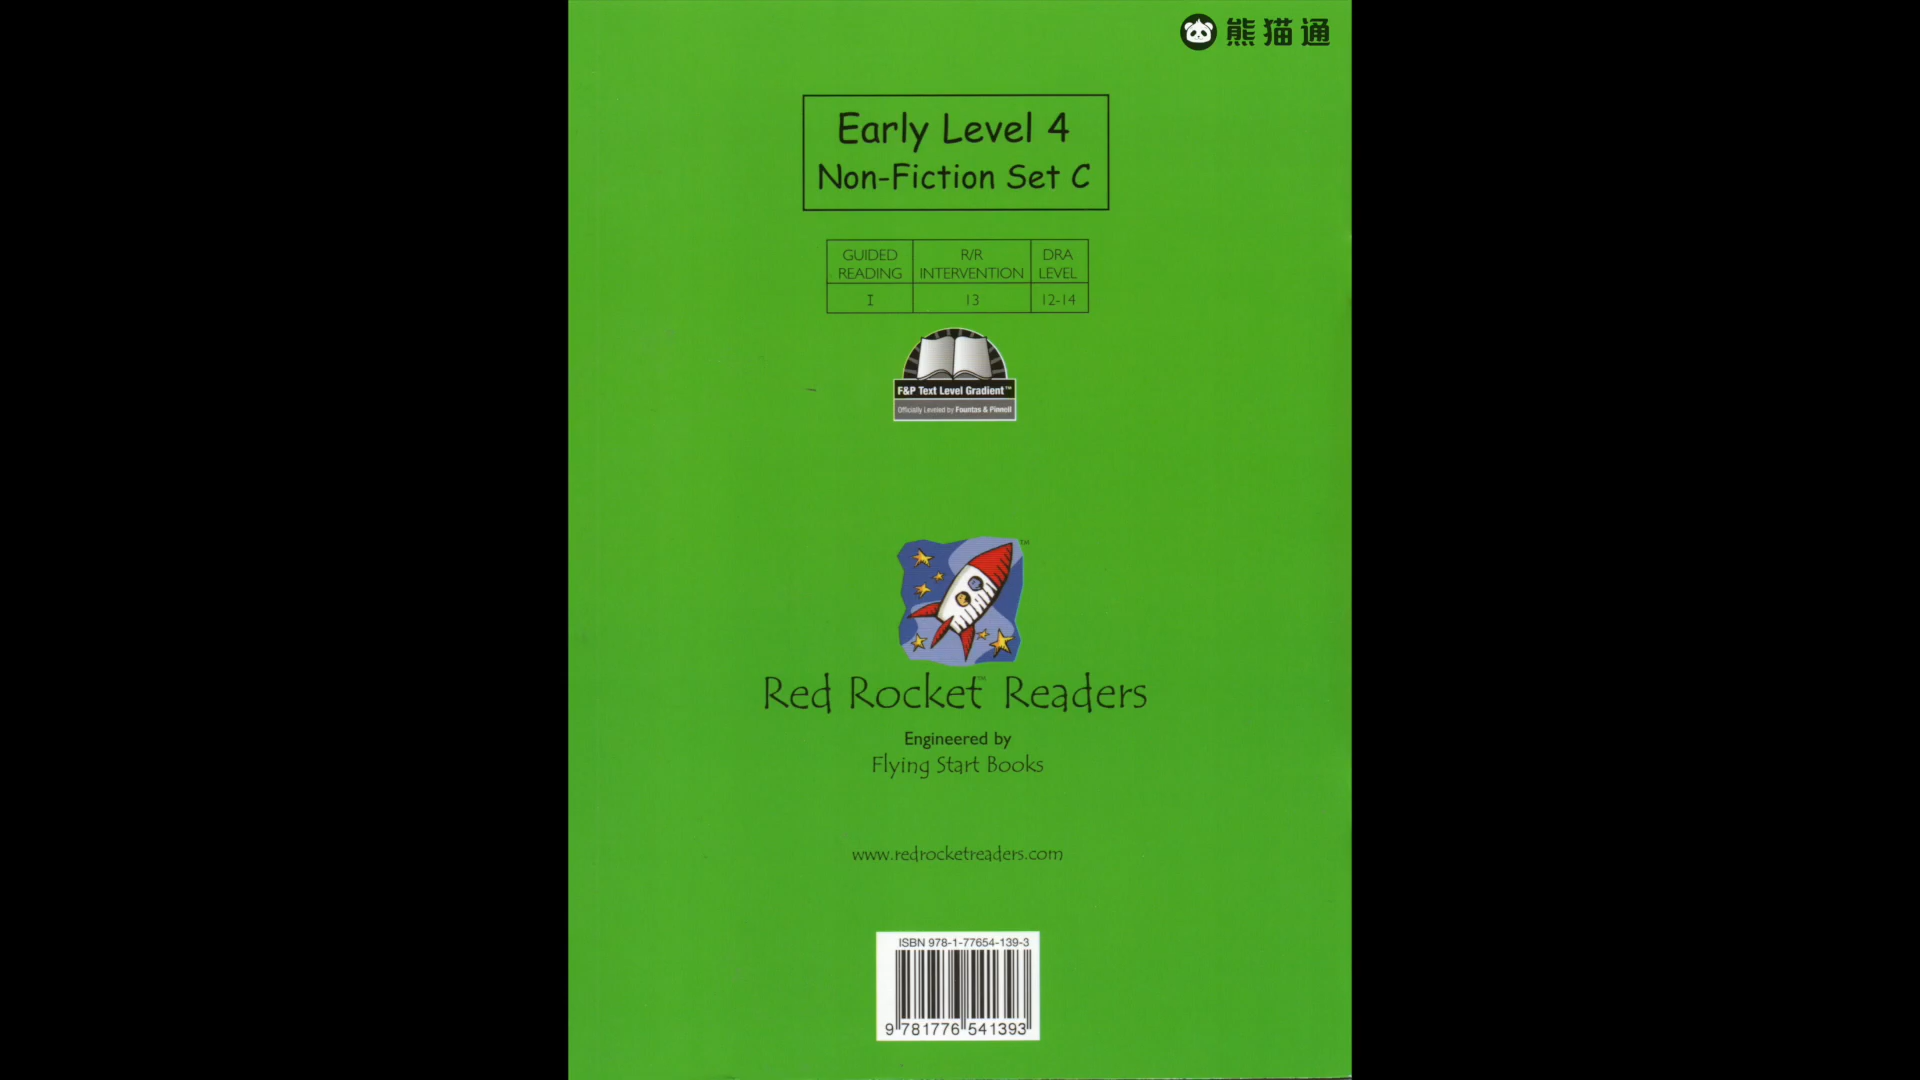 熊猫通
Early Level 4
Non-Fiction Set C
GUIDED READING
R/R INTERVENTION
DRA LEVEL
I
13
12-14
F&P Text Level Gradient™
Officially Leveled by Fountas & Pinnell
TM
Red Rocket™ Readers
Engineered by
Flying Start Books
www.redrocketreaders.com
ISBN 978-1-77654-139-3
9 781776 541393